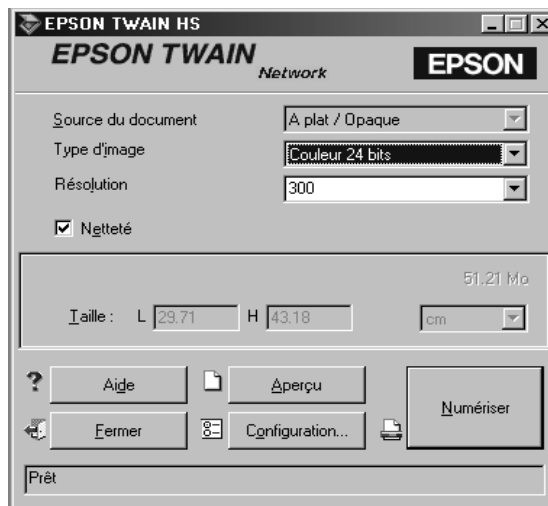 EPSON TWAIN HS
EPSON TWAIN
Network
EPSON
Source du document
A plat / Opaque
Type d'image
Couleur 24 bits
Résolution
300
Netteté
51.21 Mo
Taille : L 29.71 H 43.18 cm
? Aide
Aperçu
Numériser
Fermer
Configuration...
Prêt